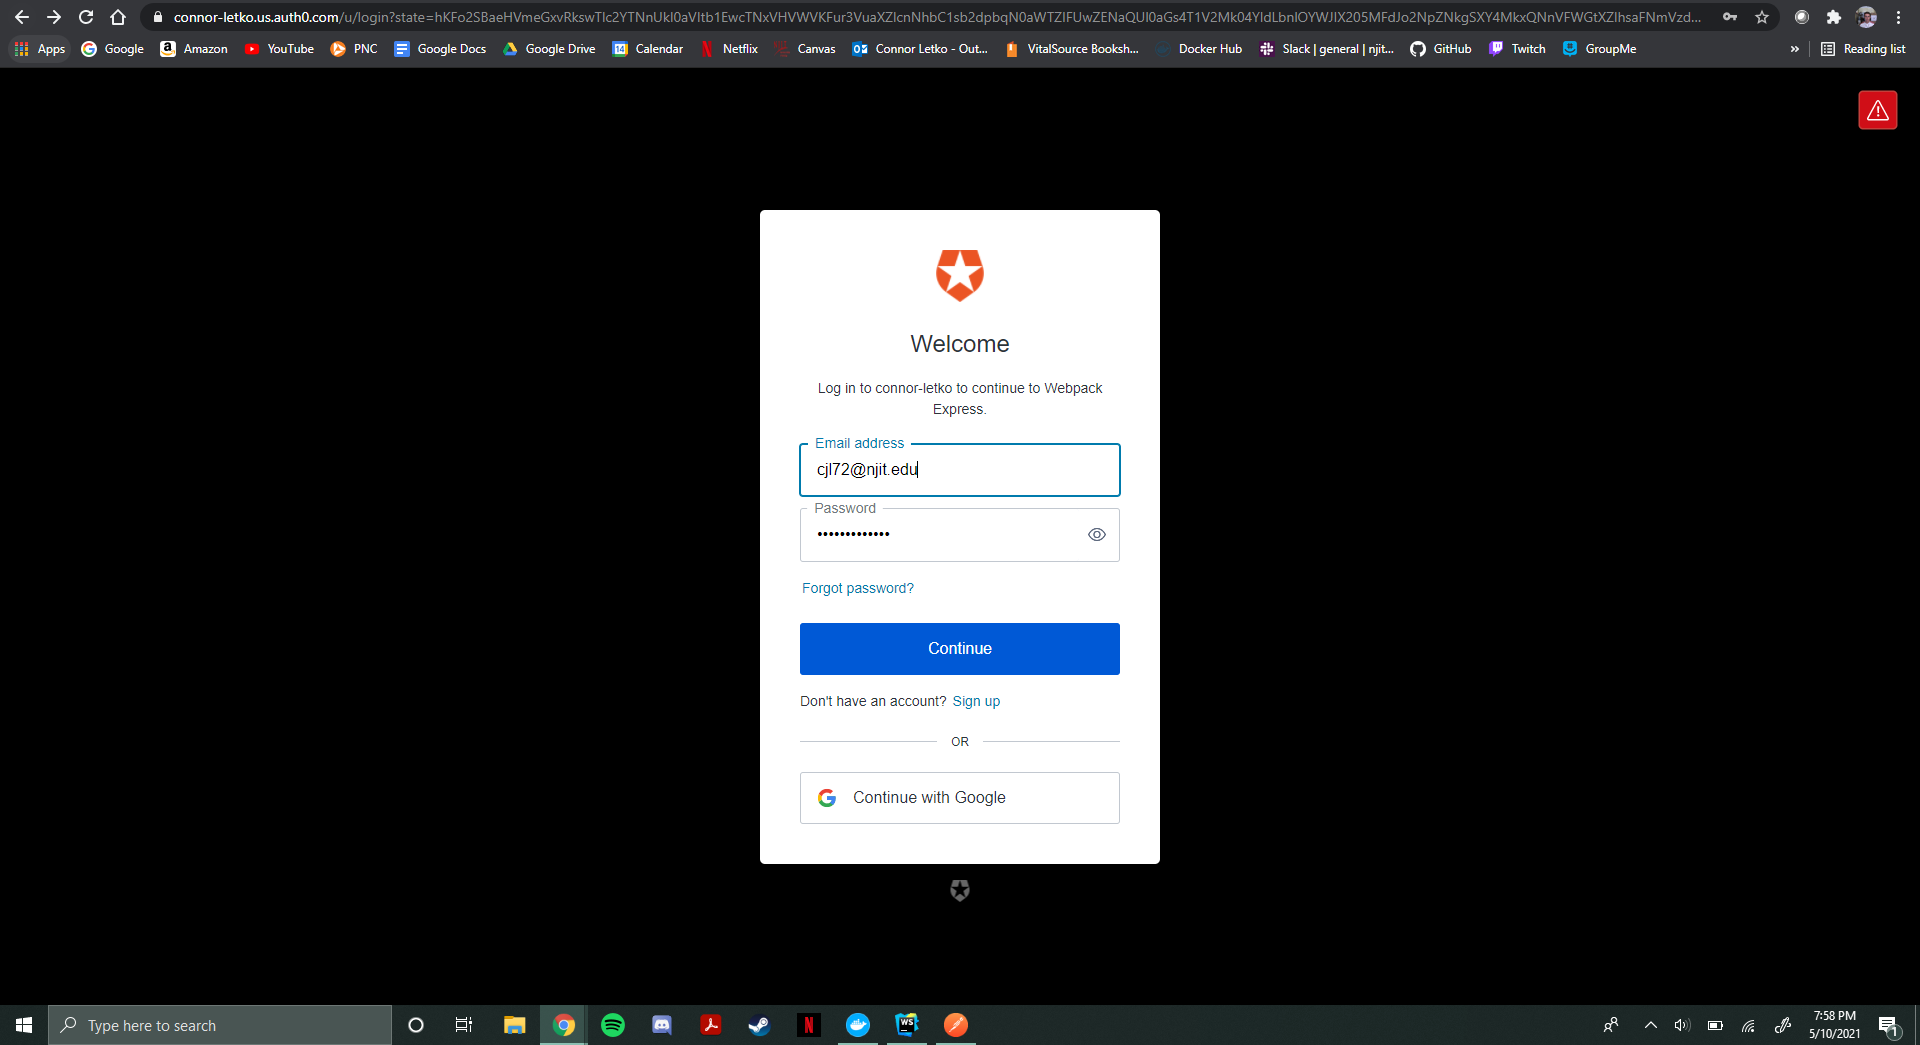 connor-letko.us.auth0.com/u/login?state=
Apps Google Amazon YouTube PNC Google Docs Google Drive Calendar Netflix Canvas Connor Letko - Out... VitalSource Booksh... Docker Hub Slack | general | njit... GitHub Twitch GroupMe » Reading list
Welcome
Log in to connor-letko to continue to Webpack
Express.
Email address
cjl72@njit.edu
Password
•••••••••••••
Forgot password?
Continue
Don't have an account? Sign up
OR
Continue with Google
Type here to search
WS
7:58 PM
5/10/2021
1